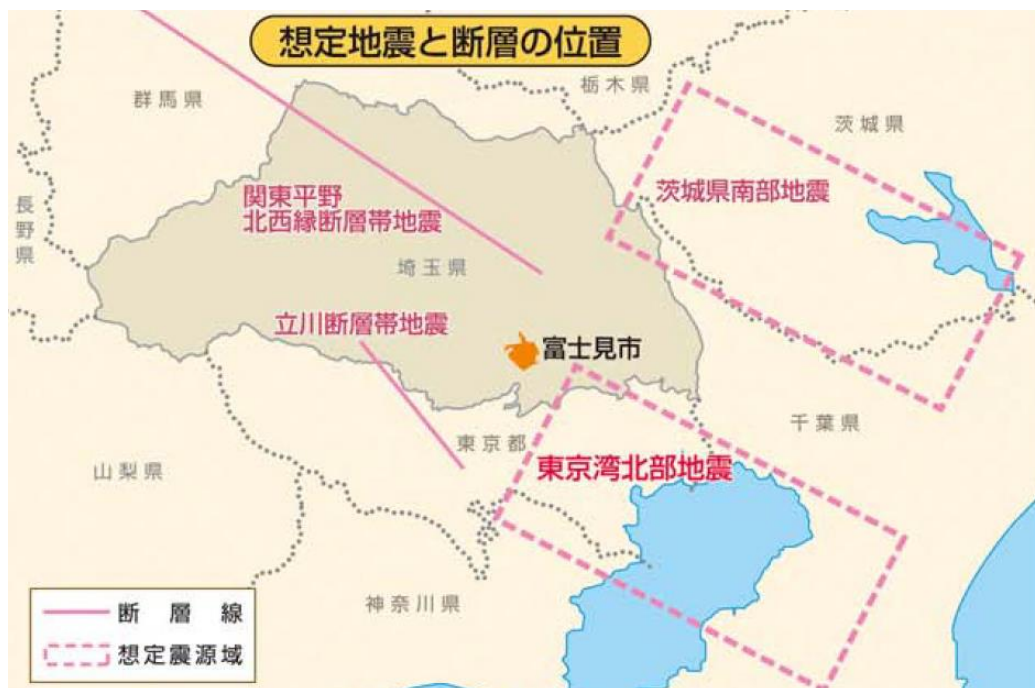 想定地震と断層の位置
栃木県
群馬県
茨城県
関東平野
北西縁断層帯地震
茨城県南部地震
長野県
埼玉県
立川断層帯地震
富士見市
千葉県
東京都
山梨県
東京湾北部地震
神奈川県
断層線
想定震源域